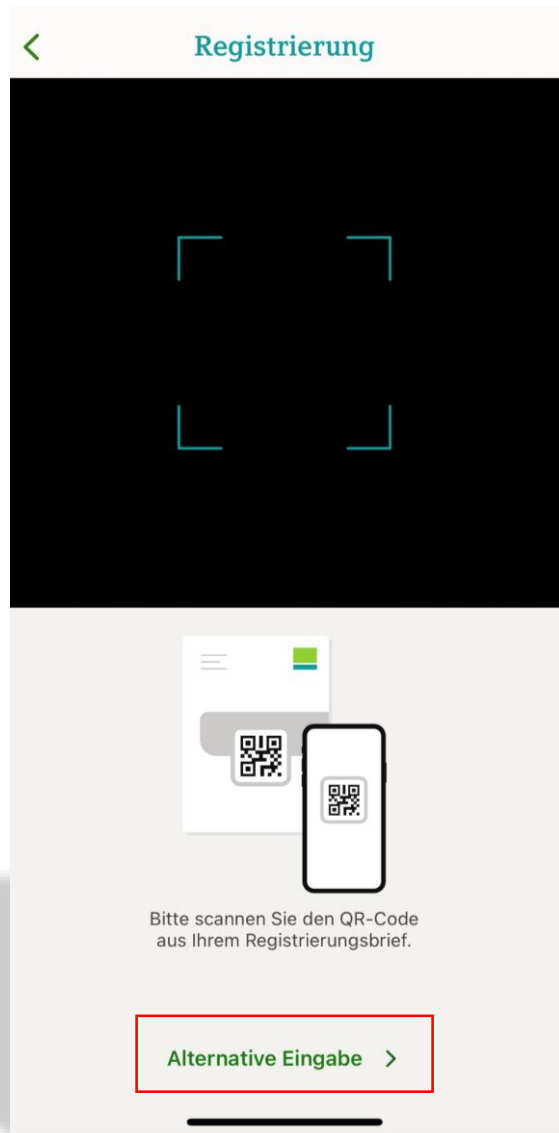 Registrierung
Bitte scannen Sie den QR-Code
aus Ihrem Registrierungsbrief.
Alternative Eingabe